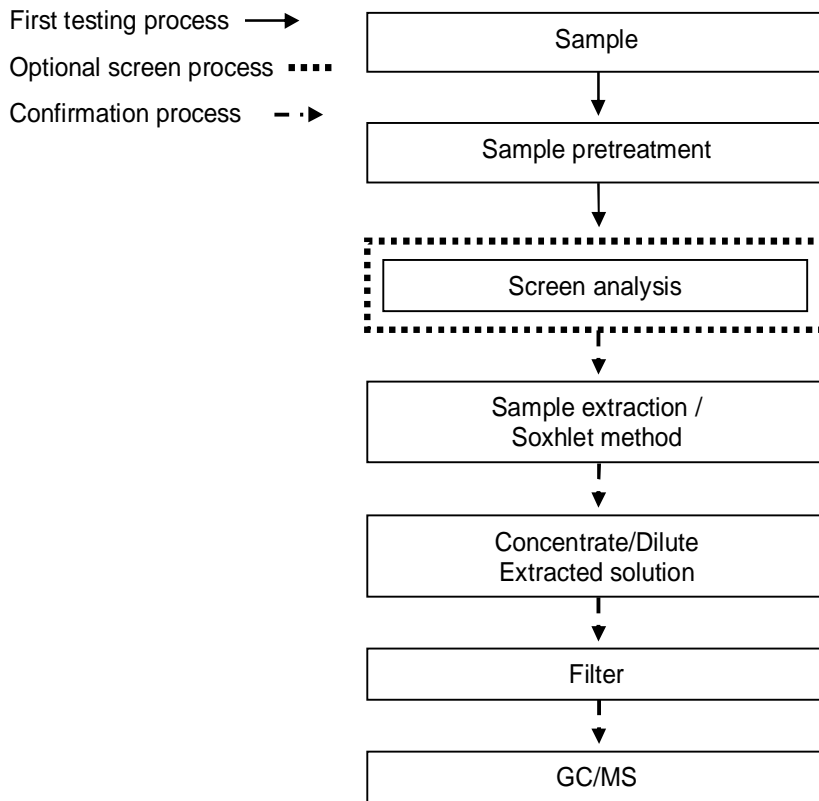 First testing process
Optional screen process
Confirmation process
Sample
Sample pretreatment
Screen analysis
Sample extraction /
Soxhlet method
Concentrate/Dilute
Extracted solution
Filter
GC/MS